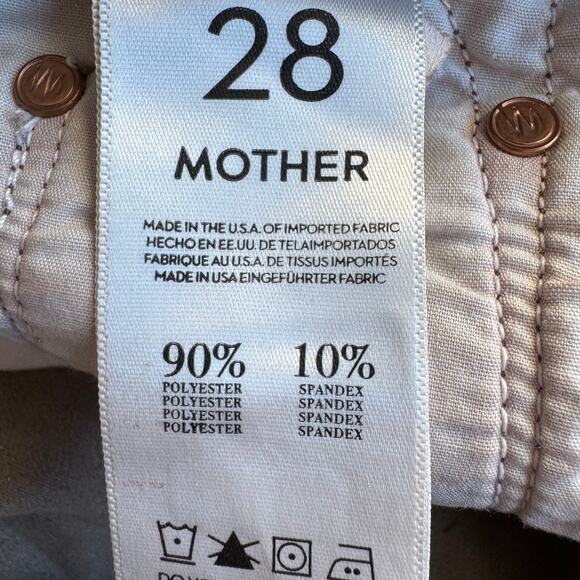 28
MOTHER
MADE IN THE U.S.A. OF IMPORTED FABRIC
HECHO EN EE.UU. DE TELAIMPORTADOS
FABRIQUE AU U.S.A. DE TISSUS IMPORTÉS
MADE IN USA EINGEFÜHRTER FABRIC
90% 10%
POLYESTER SPANDEX
POLYESTER SPANDEX
POLYESTER SPANDEX
POLYESTER SPANDEX